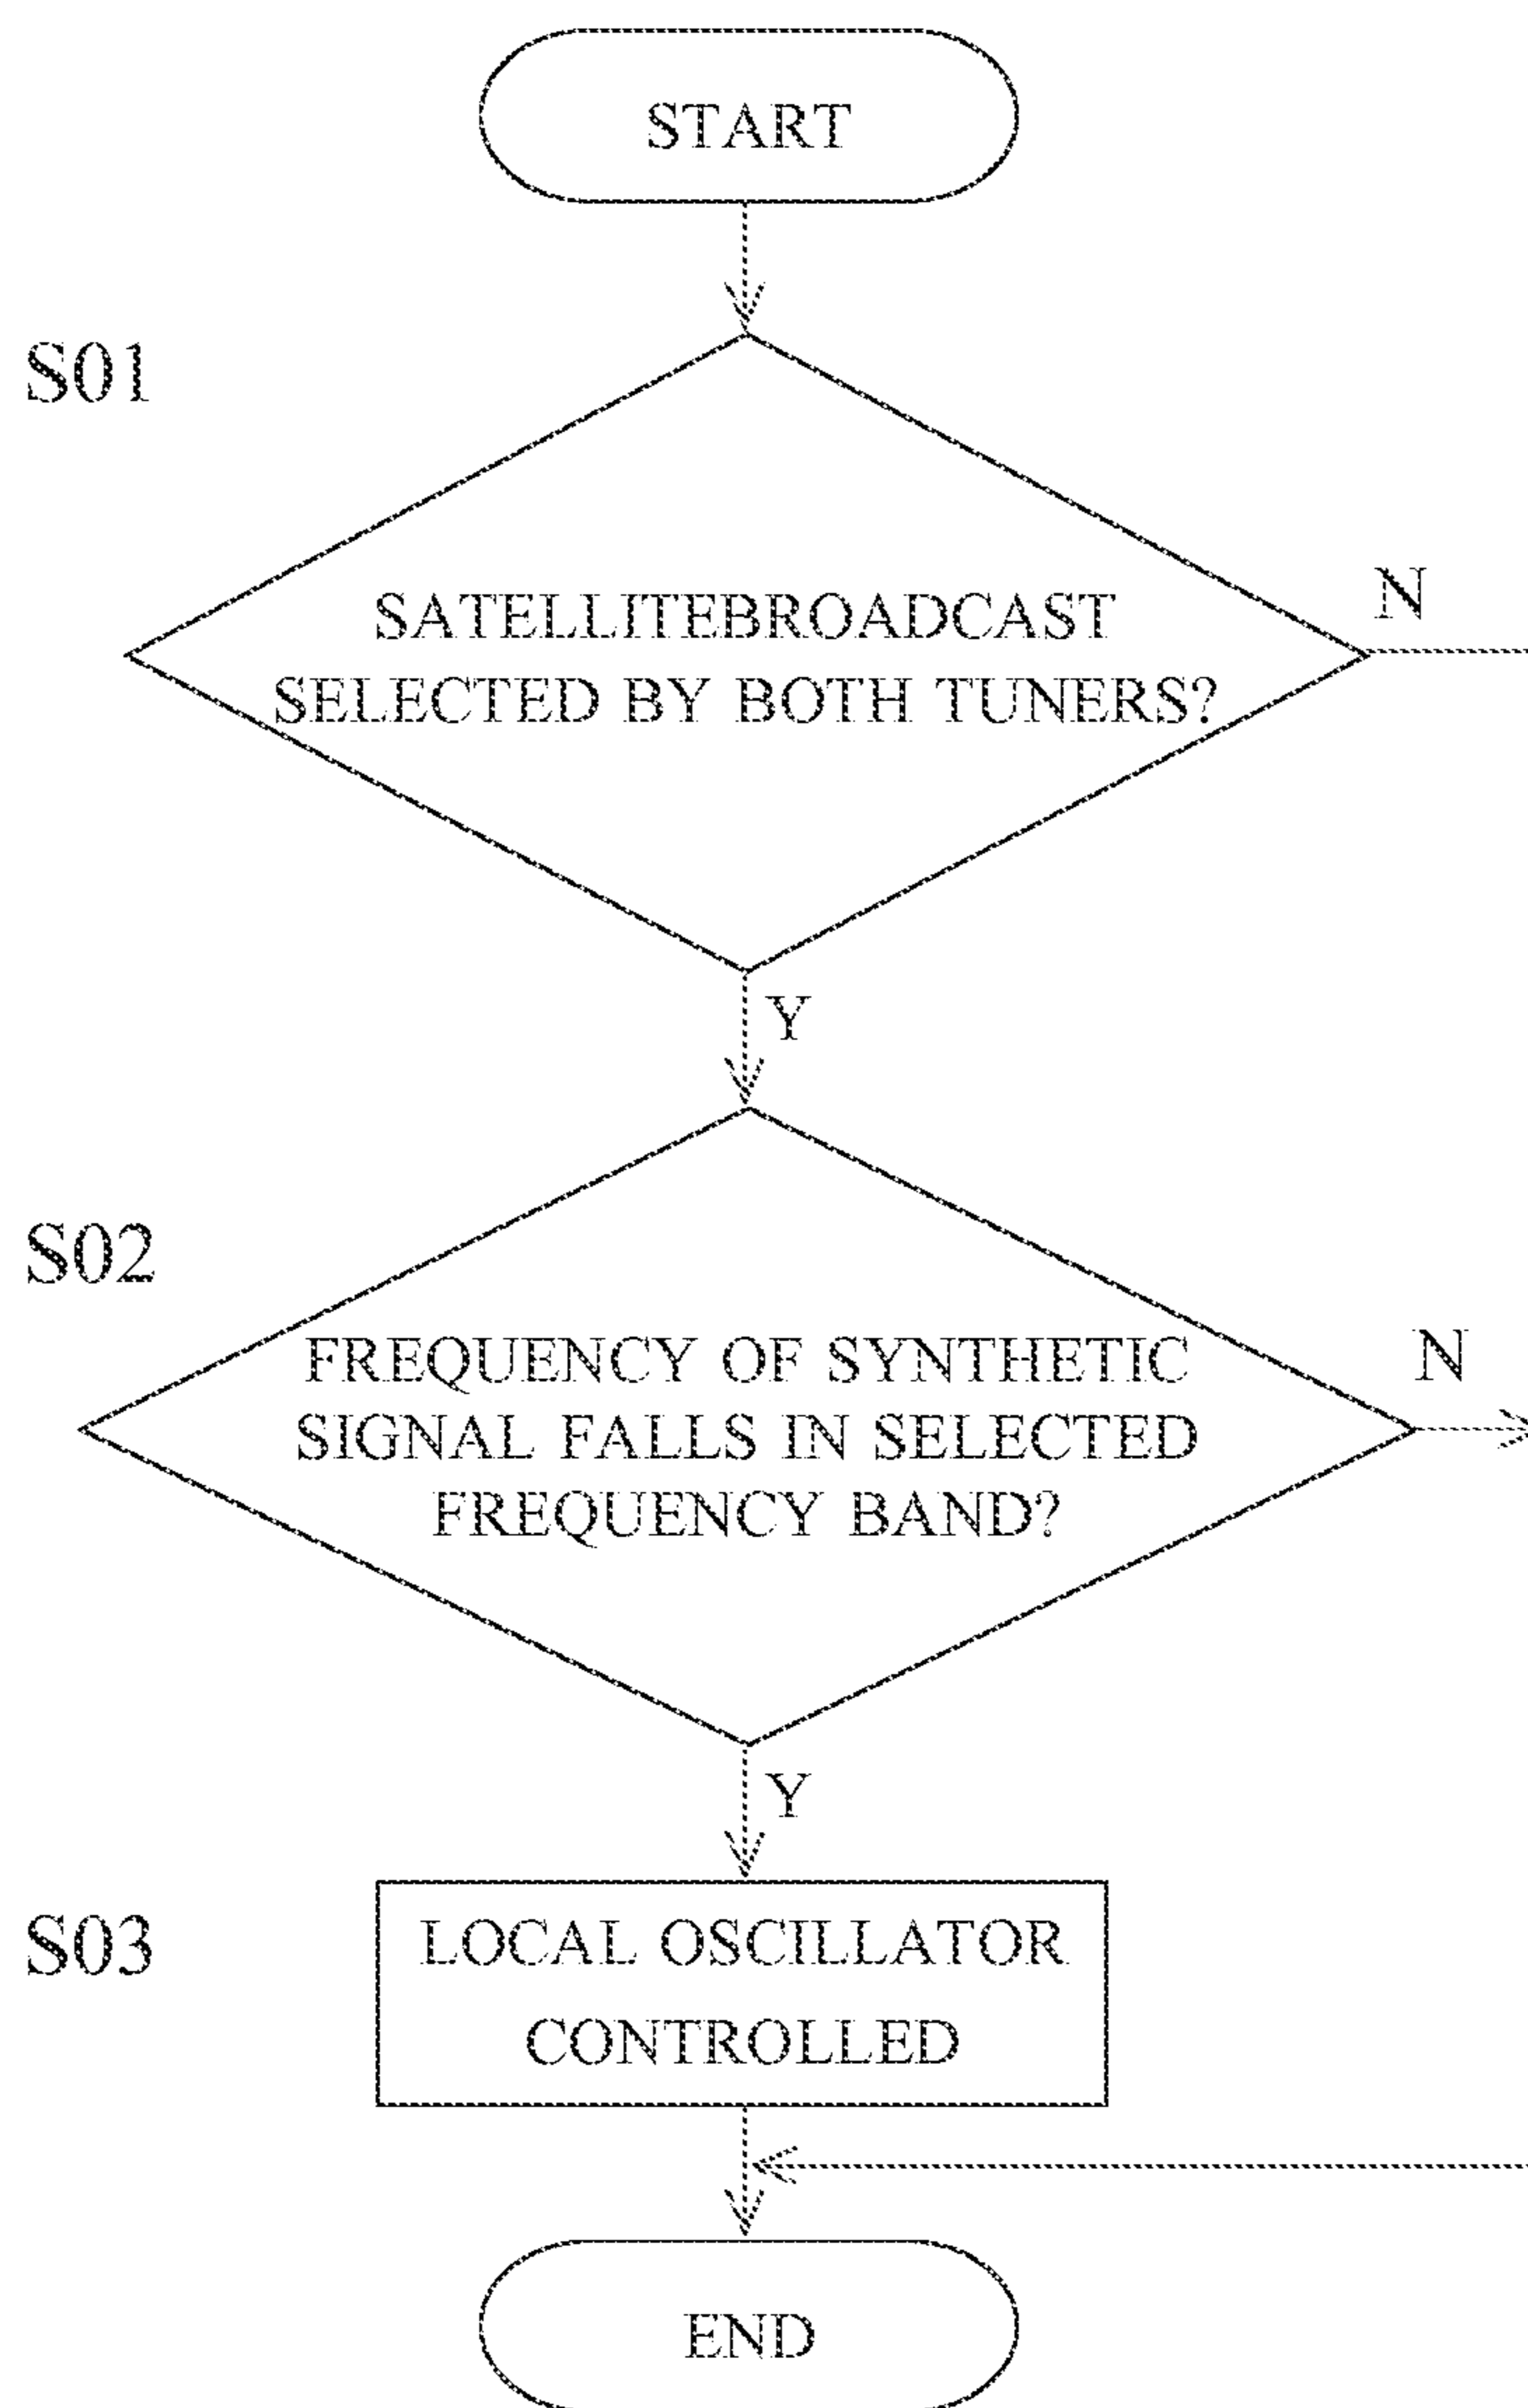 START
S01
SATELLITEBROADCAST
SELECTED BY BOTH TUNERS?
N
Y
S02
FREQUENCY OF SYNTHETIC
SIGNAL FALLS IN SELECTED
FREQUENCY BAND?
N
Y
S03
LOCAL OSCILLATOR
CONTROLLED
END